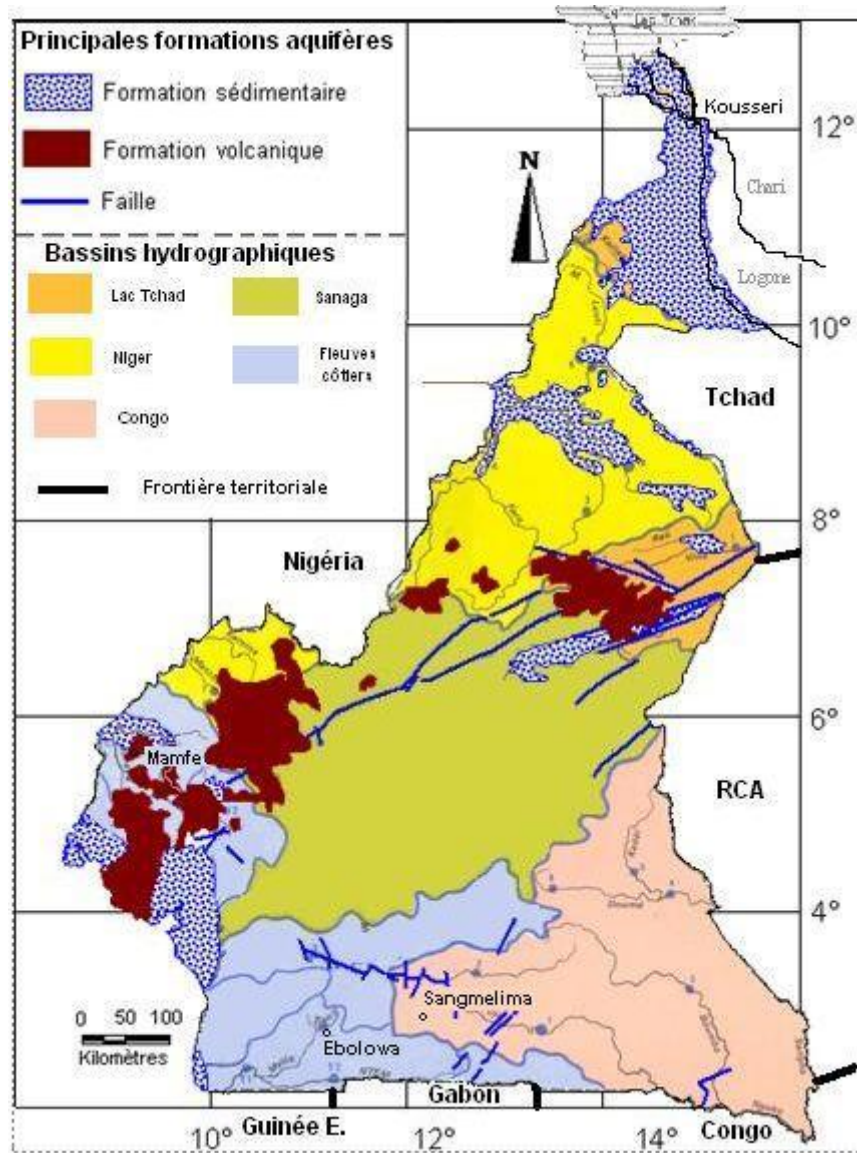 Lac Tchad
Principales formations aquifères
Formation sédimentaire
Formation volcanique
Faille
Bassins hydrographiques
Lac Tchad
Sanaga
Niger
Fleuves
côtiers
Congo
Frontière territoriale
N
Kousseri
12°
Chari
Logone
10°
Tchad
8°
Nigéria
6°
Mamfe
RCA
4°
Sangmelima
0 50 100
Kilomètres
Ebolowa
Gabon
Guinée E.
Congo
10°
12°
14°